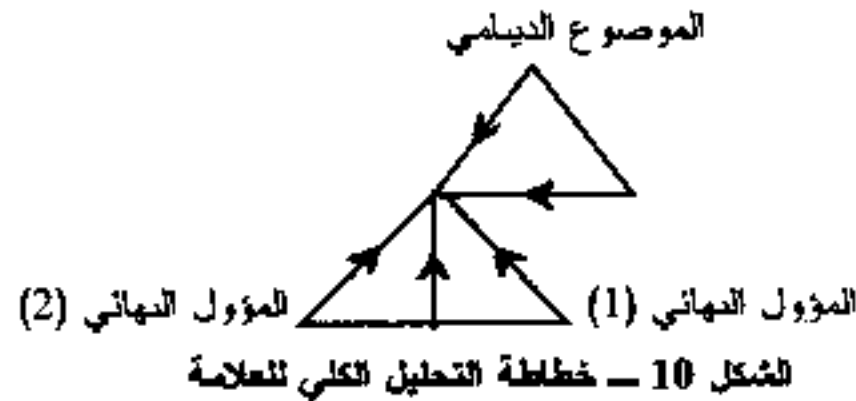 الموضوع الدينامي
المؤول النهائي (1)
المؤول النهائي (2)
الشكل 10 — خطاطة التحليل الكلي للعلامة